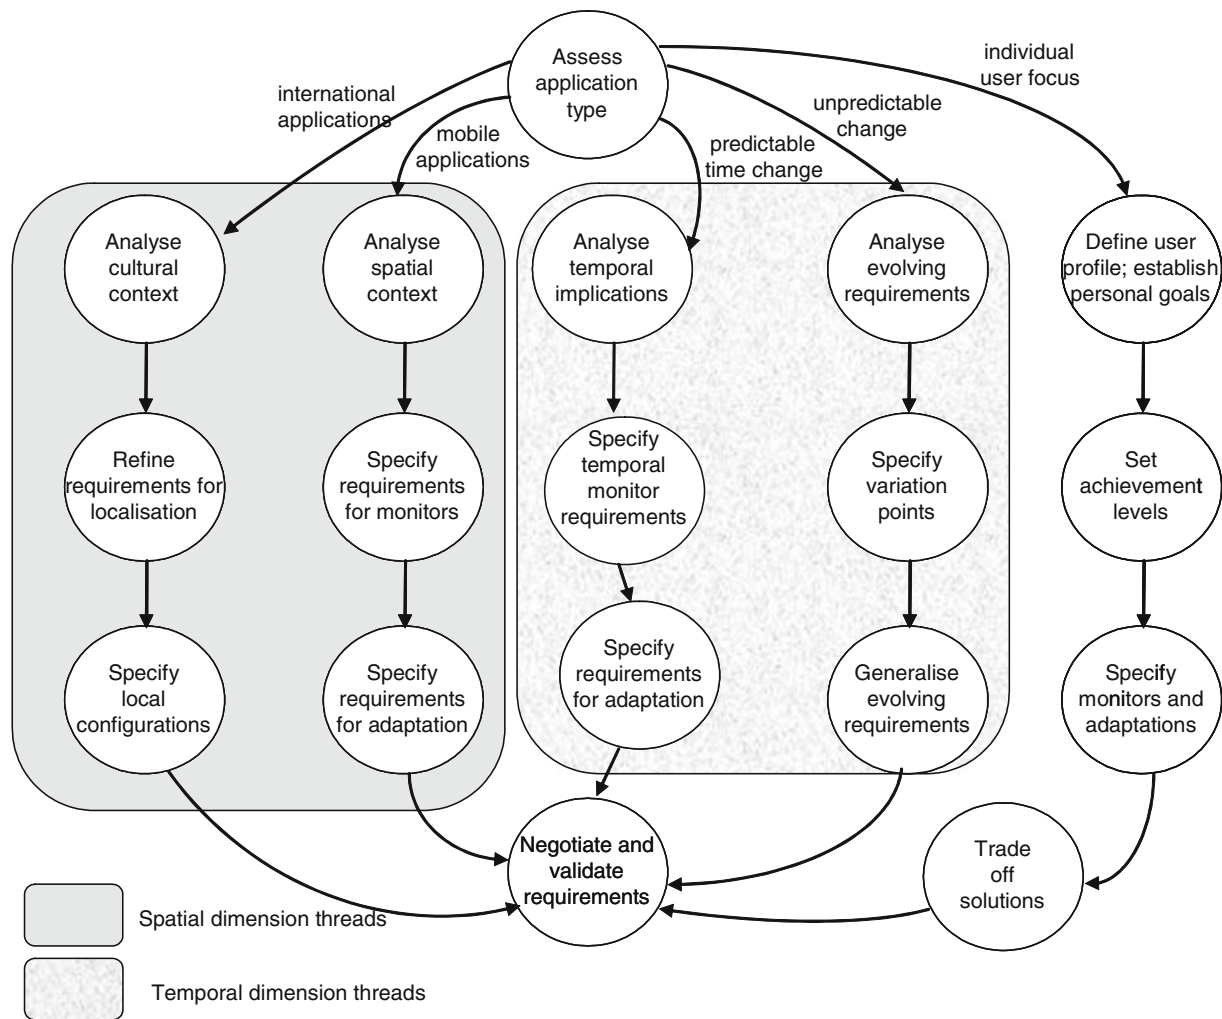 Assess
application
type
international
applications
mobile
applications
predictable
time change
unpredictable
change
individual
user focus
Analyse
cultural
context
Analyse
spatial
context
Analyse
temporal
implications
Analyse
evolving
requirements
Define user
profile; establish
personal goals
Refine
requirements for
localisation
Specify
requirements
for monitors
Specify
temporal
monitor
requirements
Specify
variation
points
Set
achievement
levels
Specify
local
configurations
Specify
requirements
for adaptation
Specify
requirements
for adaptation
Generalise
evolving
requirements
Specify
monitors and
adaptations
Negotiate and
validate
requirements
Trade
off
solutions
Spatial dimension threads
Temporal dimension threads